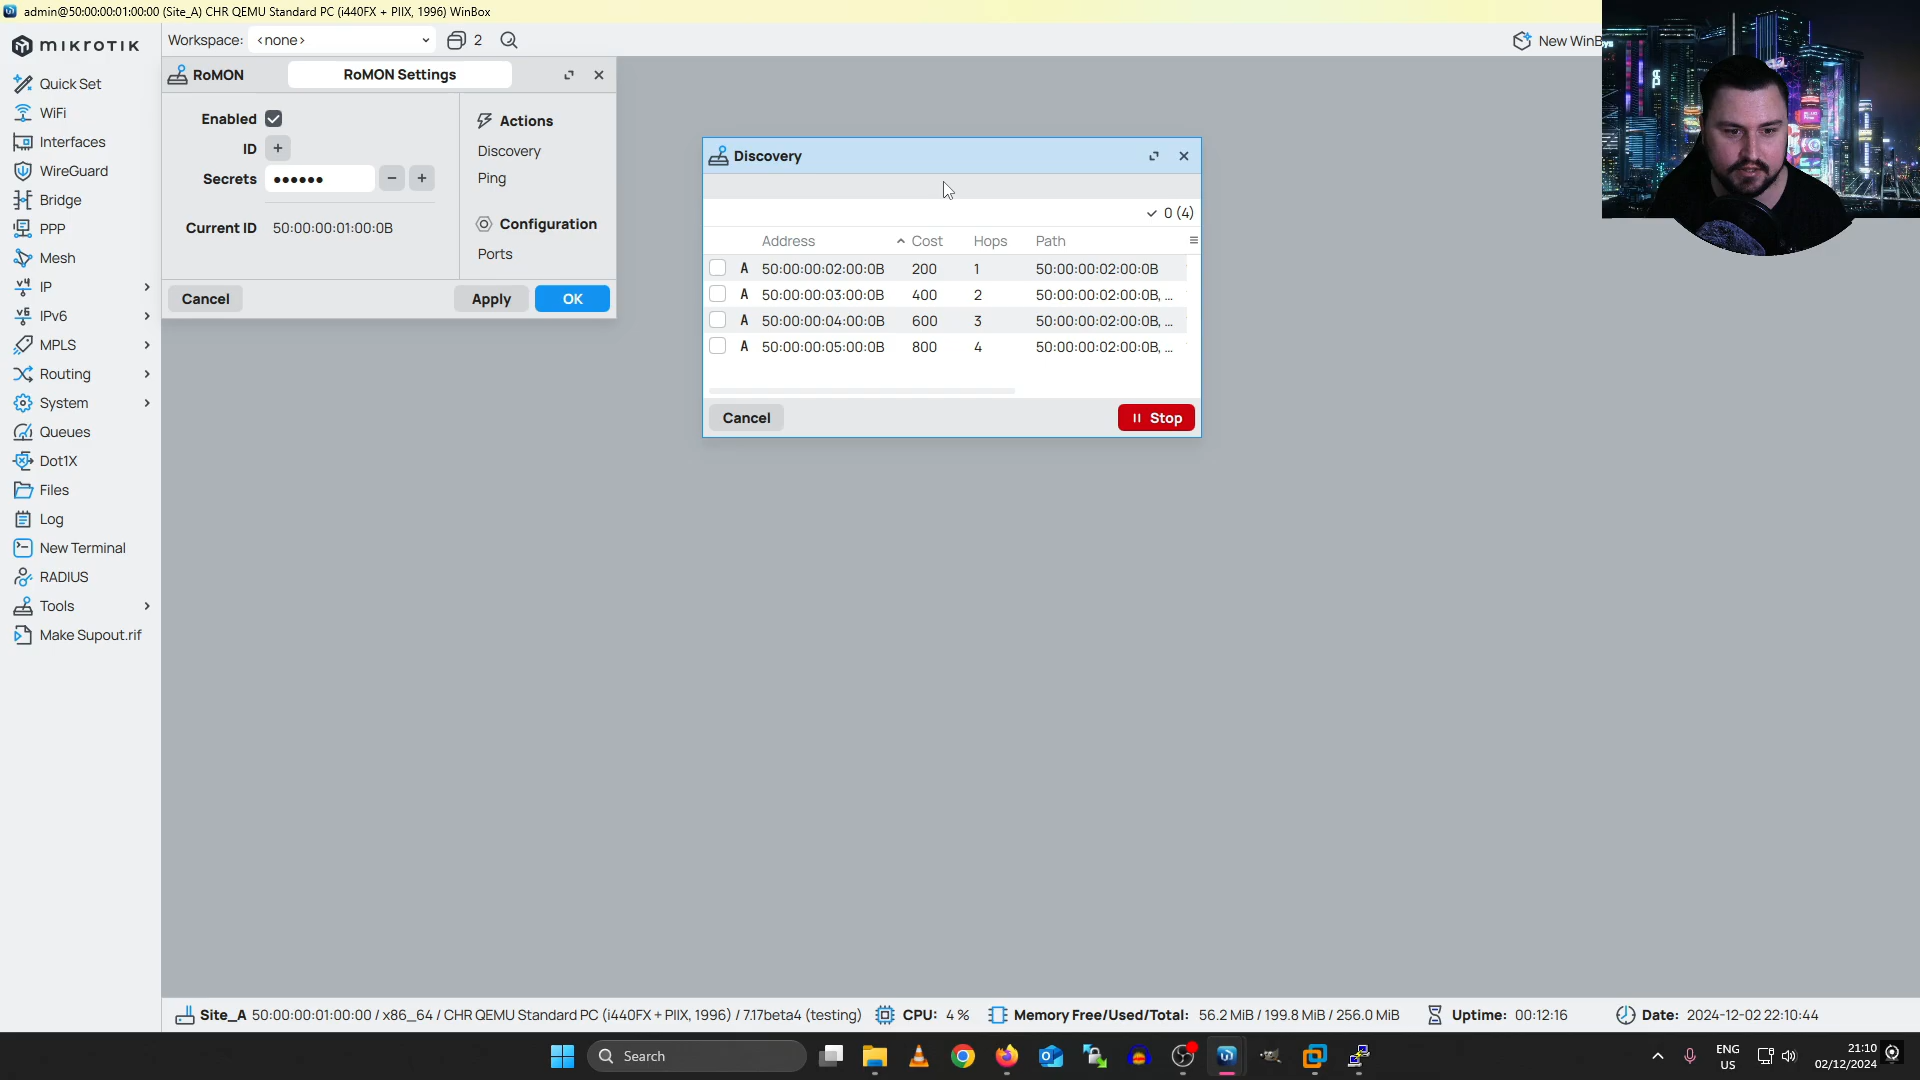 admin@50:00:00:01:00:00 (Site_A) CHR QEMU Standard PC (i440FX + PIIX, 1996) WinBox
MIKROTIK
Workspace: <none> 2
New WinB
Quick Set
WiFi
Interfaces
WireGuard
Bridge
PPP
Mesh
IP
IPv6
MPLS
Routing
System
Queues
Dot1X
Files
Log
New Terminal
RADIUS
Tools
Make Supout.rif
RoMON RoMON Settings
Enabled
ID +
Secrets ●●●●●● − +
Current ID 50:00:00:01:00:0B
Actions
Discovery
Ping
Configuration
Ports
Cancel Apply OK
Discovery
0 (4)
Address Cost Hops Path
A 50:00:00:02:00:0B 200 1 50:00:00:02:00:0B
A 50:00:00:03:00:0B 400 2 50:00:00:02:00:0B, ...
A 50:00:00:04:00:0B 600 3 50:00:00:02:00:0B, ...
A 50:00:00:05:00:0B 800 4 50:00:00:02:00:0B, ...
Cancel Stop
Site_A 50:00:00:01:00:00 / x86_64 / CHR QEMU Standard PC (i440FX + PIIX, 1996) / 7.17beta4 (testing) CPU: 4 % Memory Free/Used/Total: 56.2 MiB / 199.8 MiB / 256.0 MiB Uptime: 00:12:16 Date: 2024-12-02 22:10:44
Search
ENG
US
21:10
02/12/2024